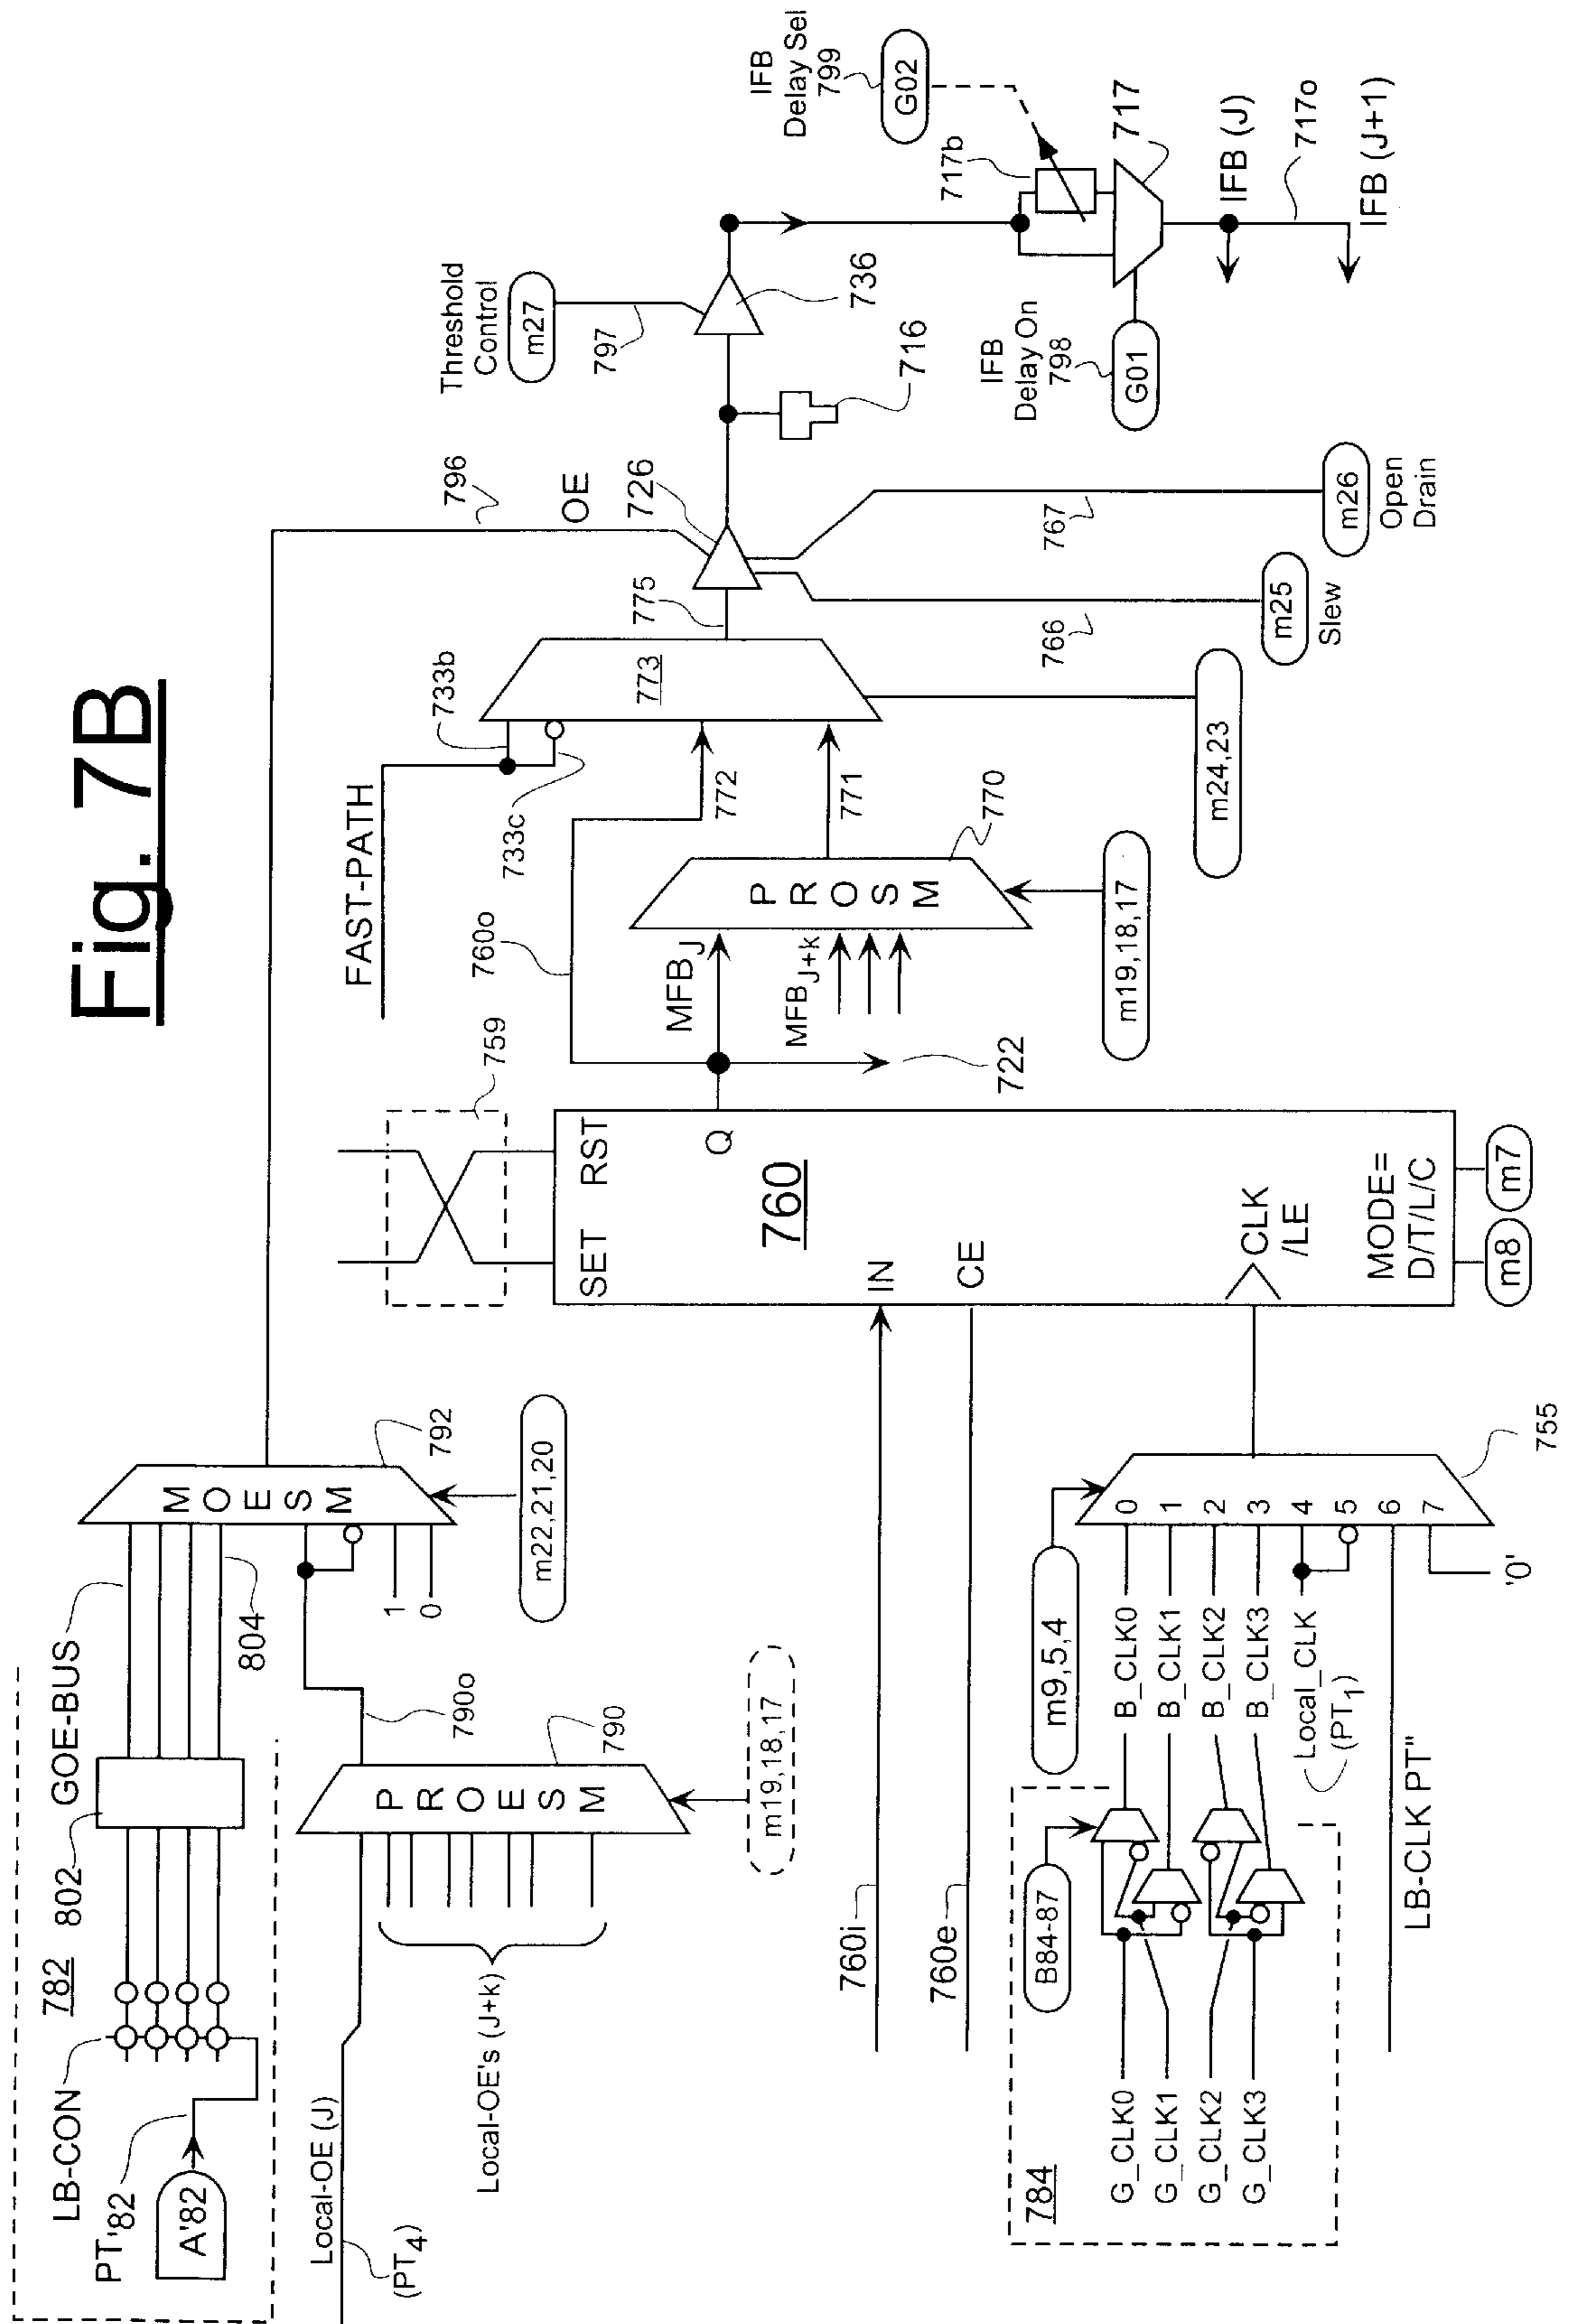 Fig. 7B
782
802
GOE-BUS
LB-CON
PT'82
A'82
804
M
O
E
S
M
792
1
0
m22,21,20
Local-OE (J)
(PT4)
Local-OE's (J+k)
P
R
O
E
S
M
790o
790
m19,18,17
796
OE
759
SET
RST
760
Q
IN
CE
CLK
/LE
MODE=
D/T/L/C
m8
m7
760i
760e
784
G_CLK0
G_CLK1
G_CLK2
G_CLK3
B84-87
B_CLK0
B_CLK1
B_CLK2
B_CLK3
Local_CLK
(PT1)
LB-CLK PT"
'0'
m9,5,4
0
1
2
3
4
5
6
7
755
FAST-PATH
733b
733c
760o
MFBJ
MFBJ+k
722
P
R
O
S
M
770
m19,18,17
772
771
773
m24,23
775
726
766
m25
Slew
767
m26
Open
Drain
716
Threshold
Control
m27
797
736
IFB
Delay On
798
G01
IFB
Delay Sel
799
G02
717b
717
IFB (J)
717o
IFB (J+1)